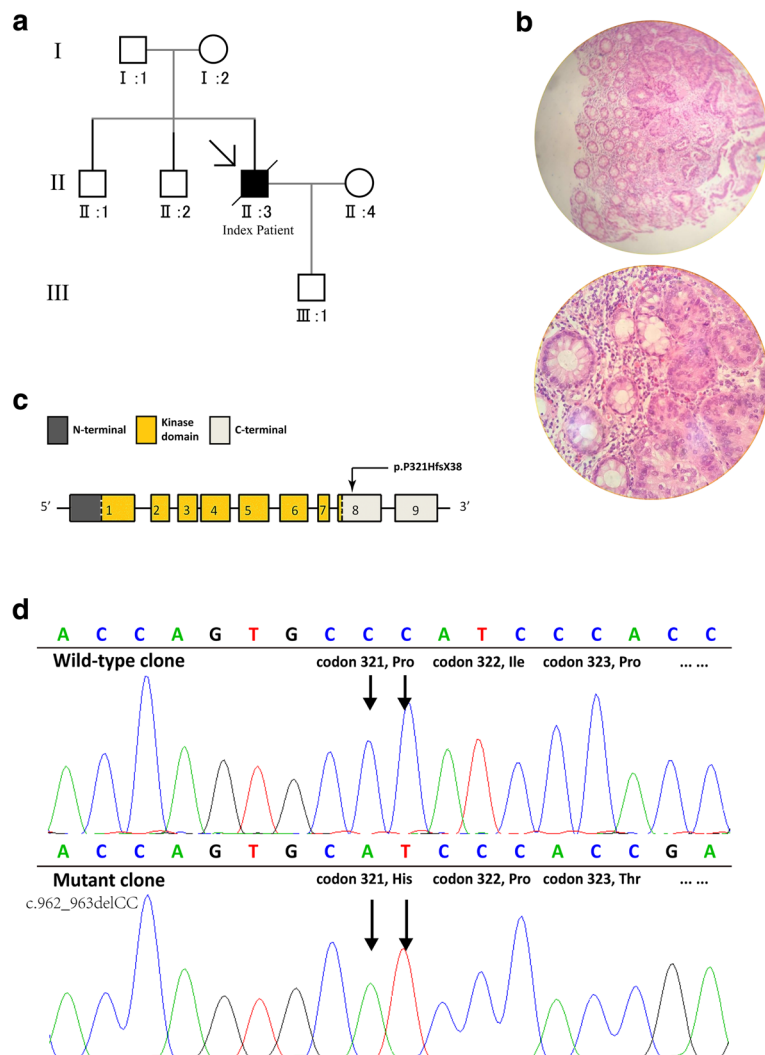 a
I
I :1
I :2
II
II :1
II :2
II :3
II :4
Index Patient
III
III :1
b
c
N-terminal
Kinase
domain
C-terminal
p.P321HfsX38
5′ 1 2 3 4 5 6 7 8 9 3′
d
A C C A G T G C C C A T C C C A C C
Wild-type clone codon 321, Pro codon 322, Ile codon 323, Pro ... ...
A C C A G T G C A T C C C A C C G A
Mutant clone codon 321, His codon 322, Pro codon 323, Thr ... ...
c.962_963delCC